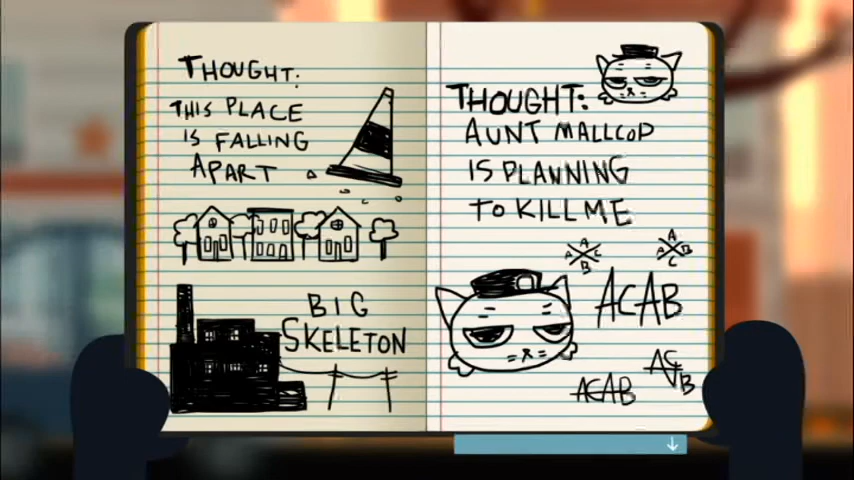 THOUGHT:
THIS PLACE
IS FALLING
APART
BIG
SKELETON
THOUGHT:
AUNT MALLCOP
IS PLANNING
TO KILL ME
A
A C
B
A
A B
C
ACAB
ACAB
ACAB